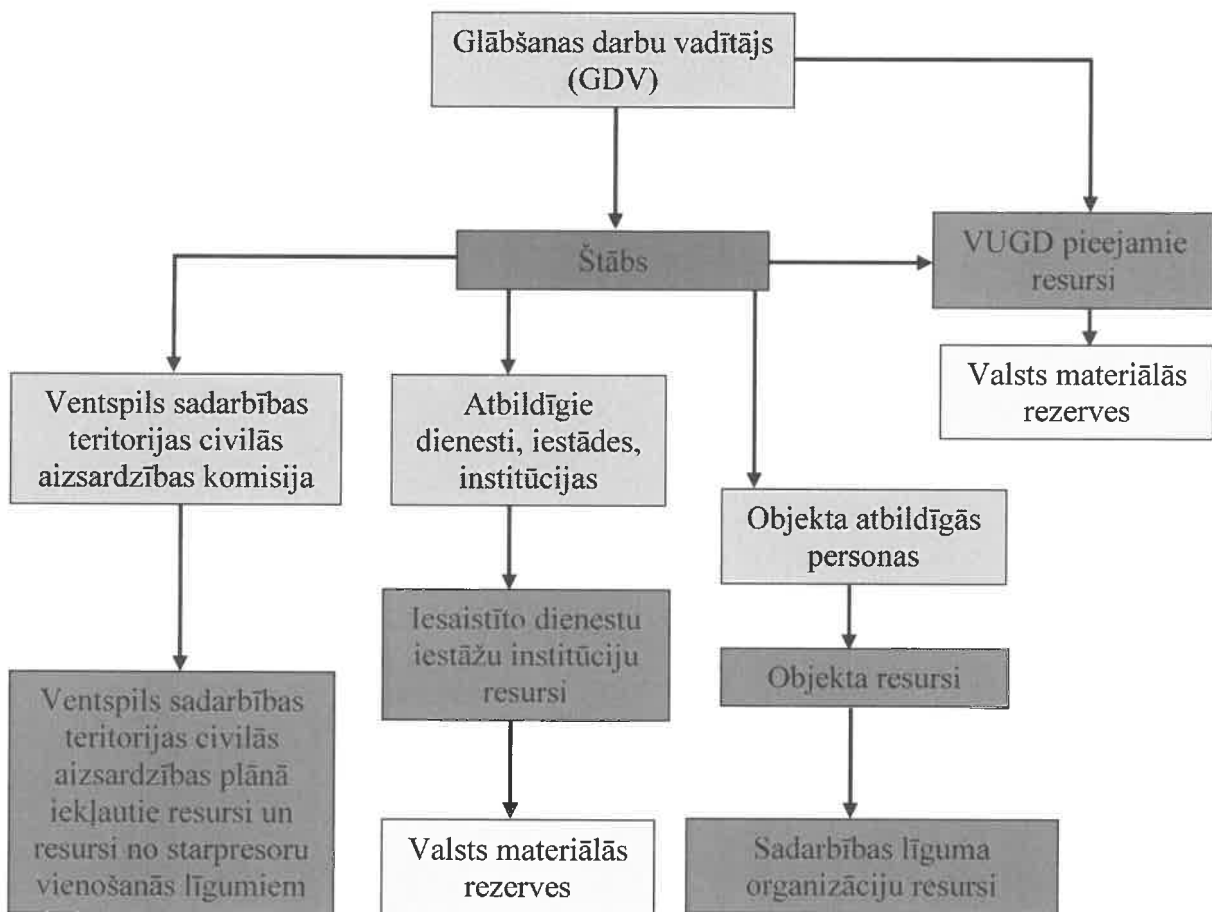 Glābšanas darbu vadītājs
(GDV)
Štābs
VUGD pieejamie
resursi
Valsts materiālās
rezerves
Ventspils sadarbības
teritorijas civilās
aizsardzības komisija
Atbildīgie
dienesti, iestādes,
institūcijas
Objekta atbildīgās
personas
Iesaistīto dienestu
iestāžu institūciju
resursi
Objekta resursi
Ventspils sadarbības
teritorijas civilās
aizsardzības plānā
iekļautie resursi un
resursi no starpresoru
vienošanās līgumiem
Valsts materiālās
rezerves
Sadarbības līguma
organizāciju resursi